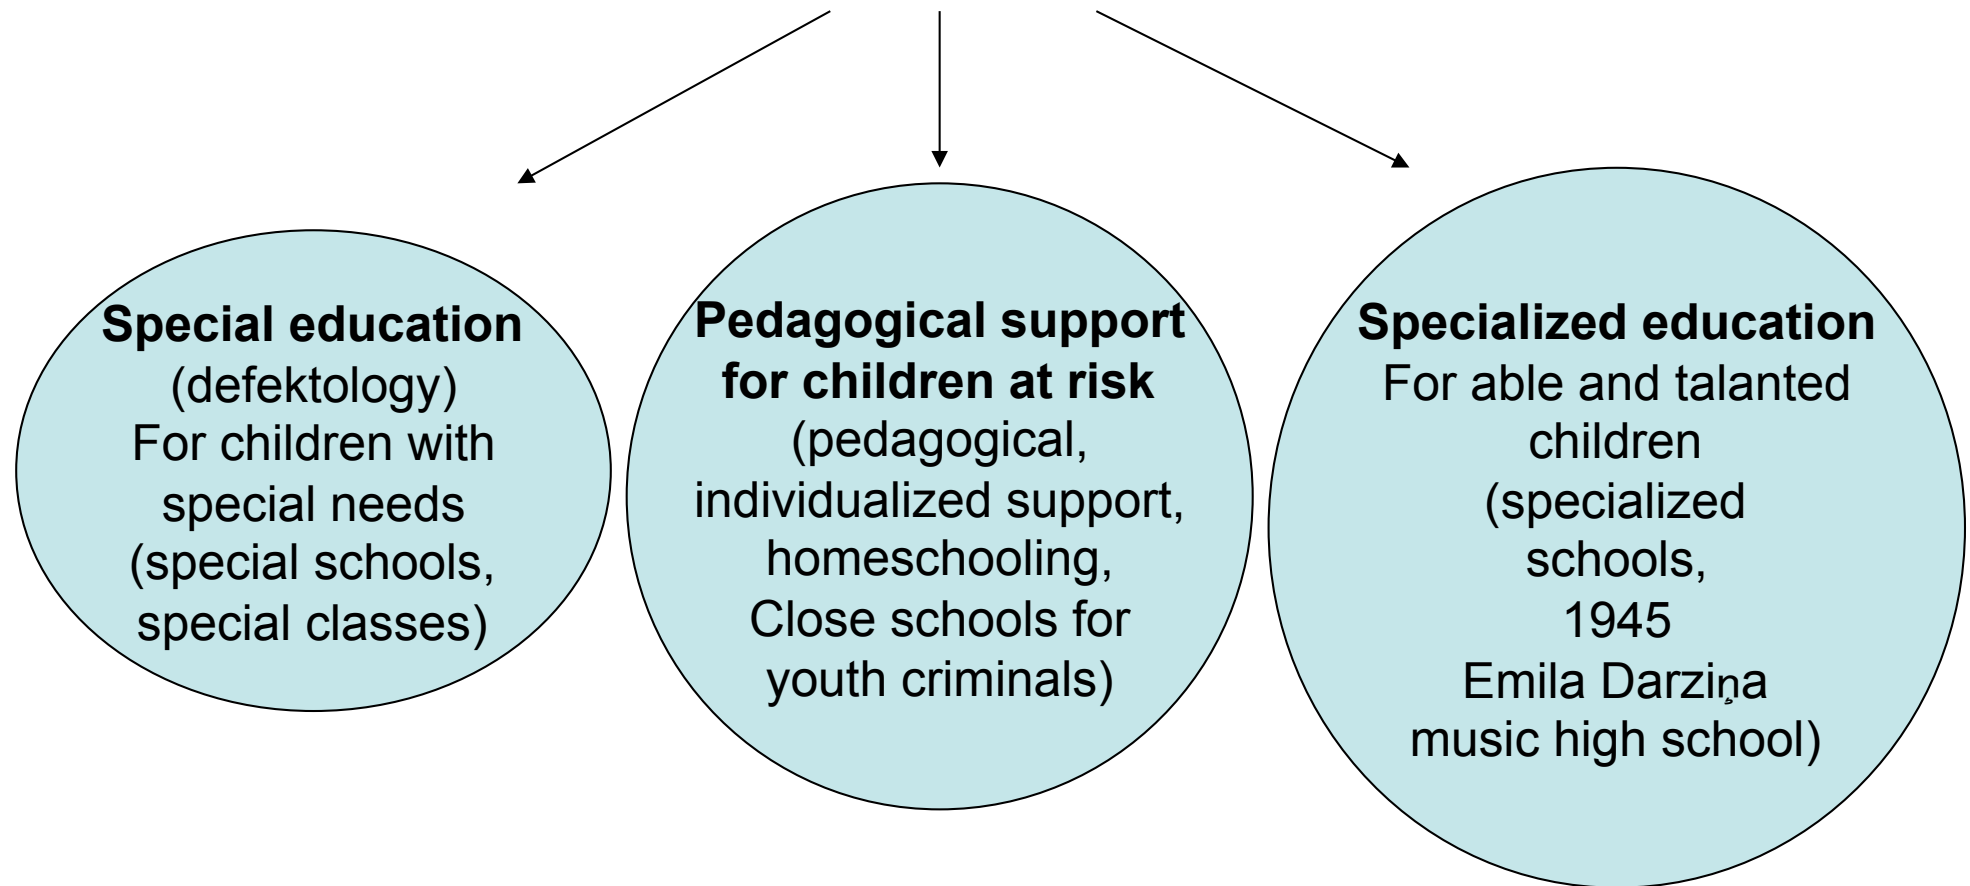 Special education
(defektology)
For children with
special needs
(special schools,
special classes)
Pedagogical support
for children at risk
(pedagogical,
individualized support,
homeschooling,
Close schools for
youth criminals)
Specialized education
For able and talanted
children
(specialized
schools,
1945
Emila Darziņa
music high school)